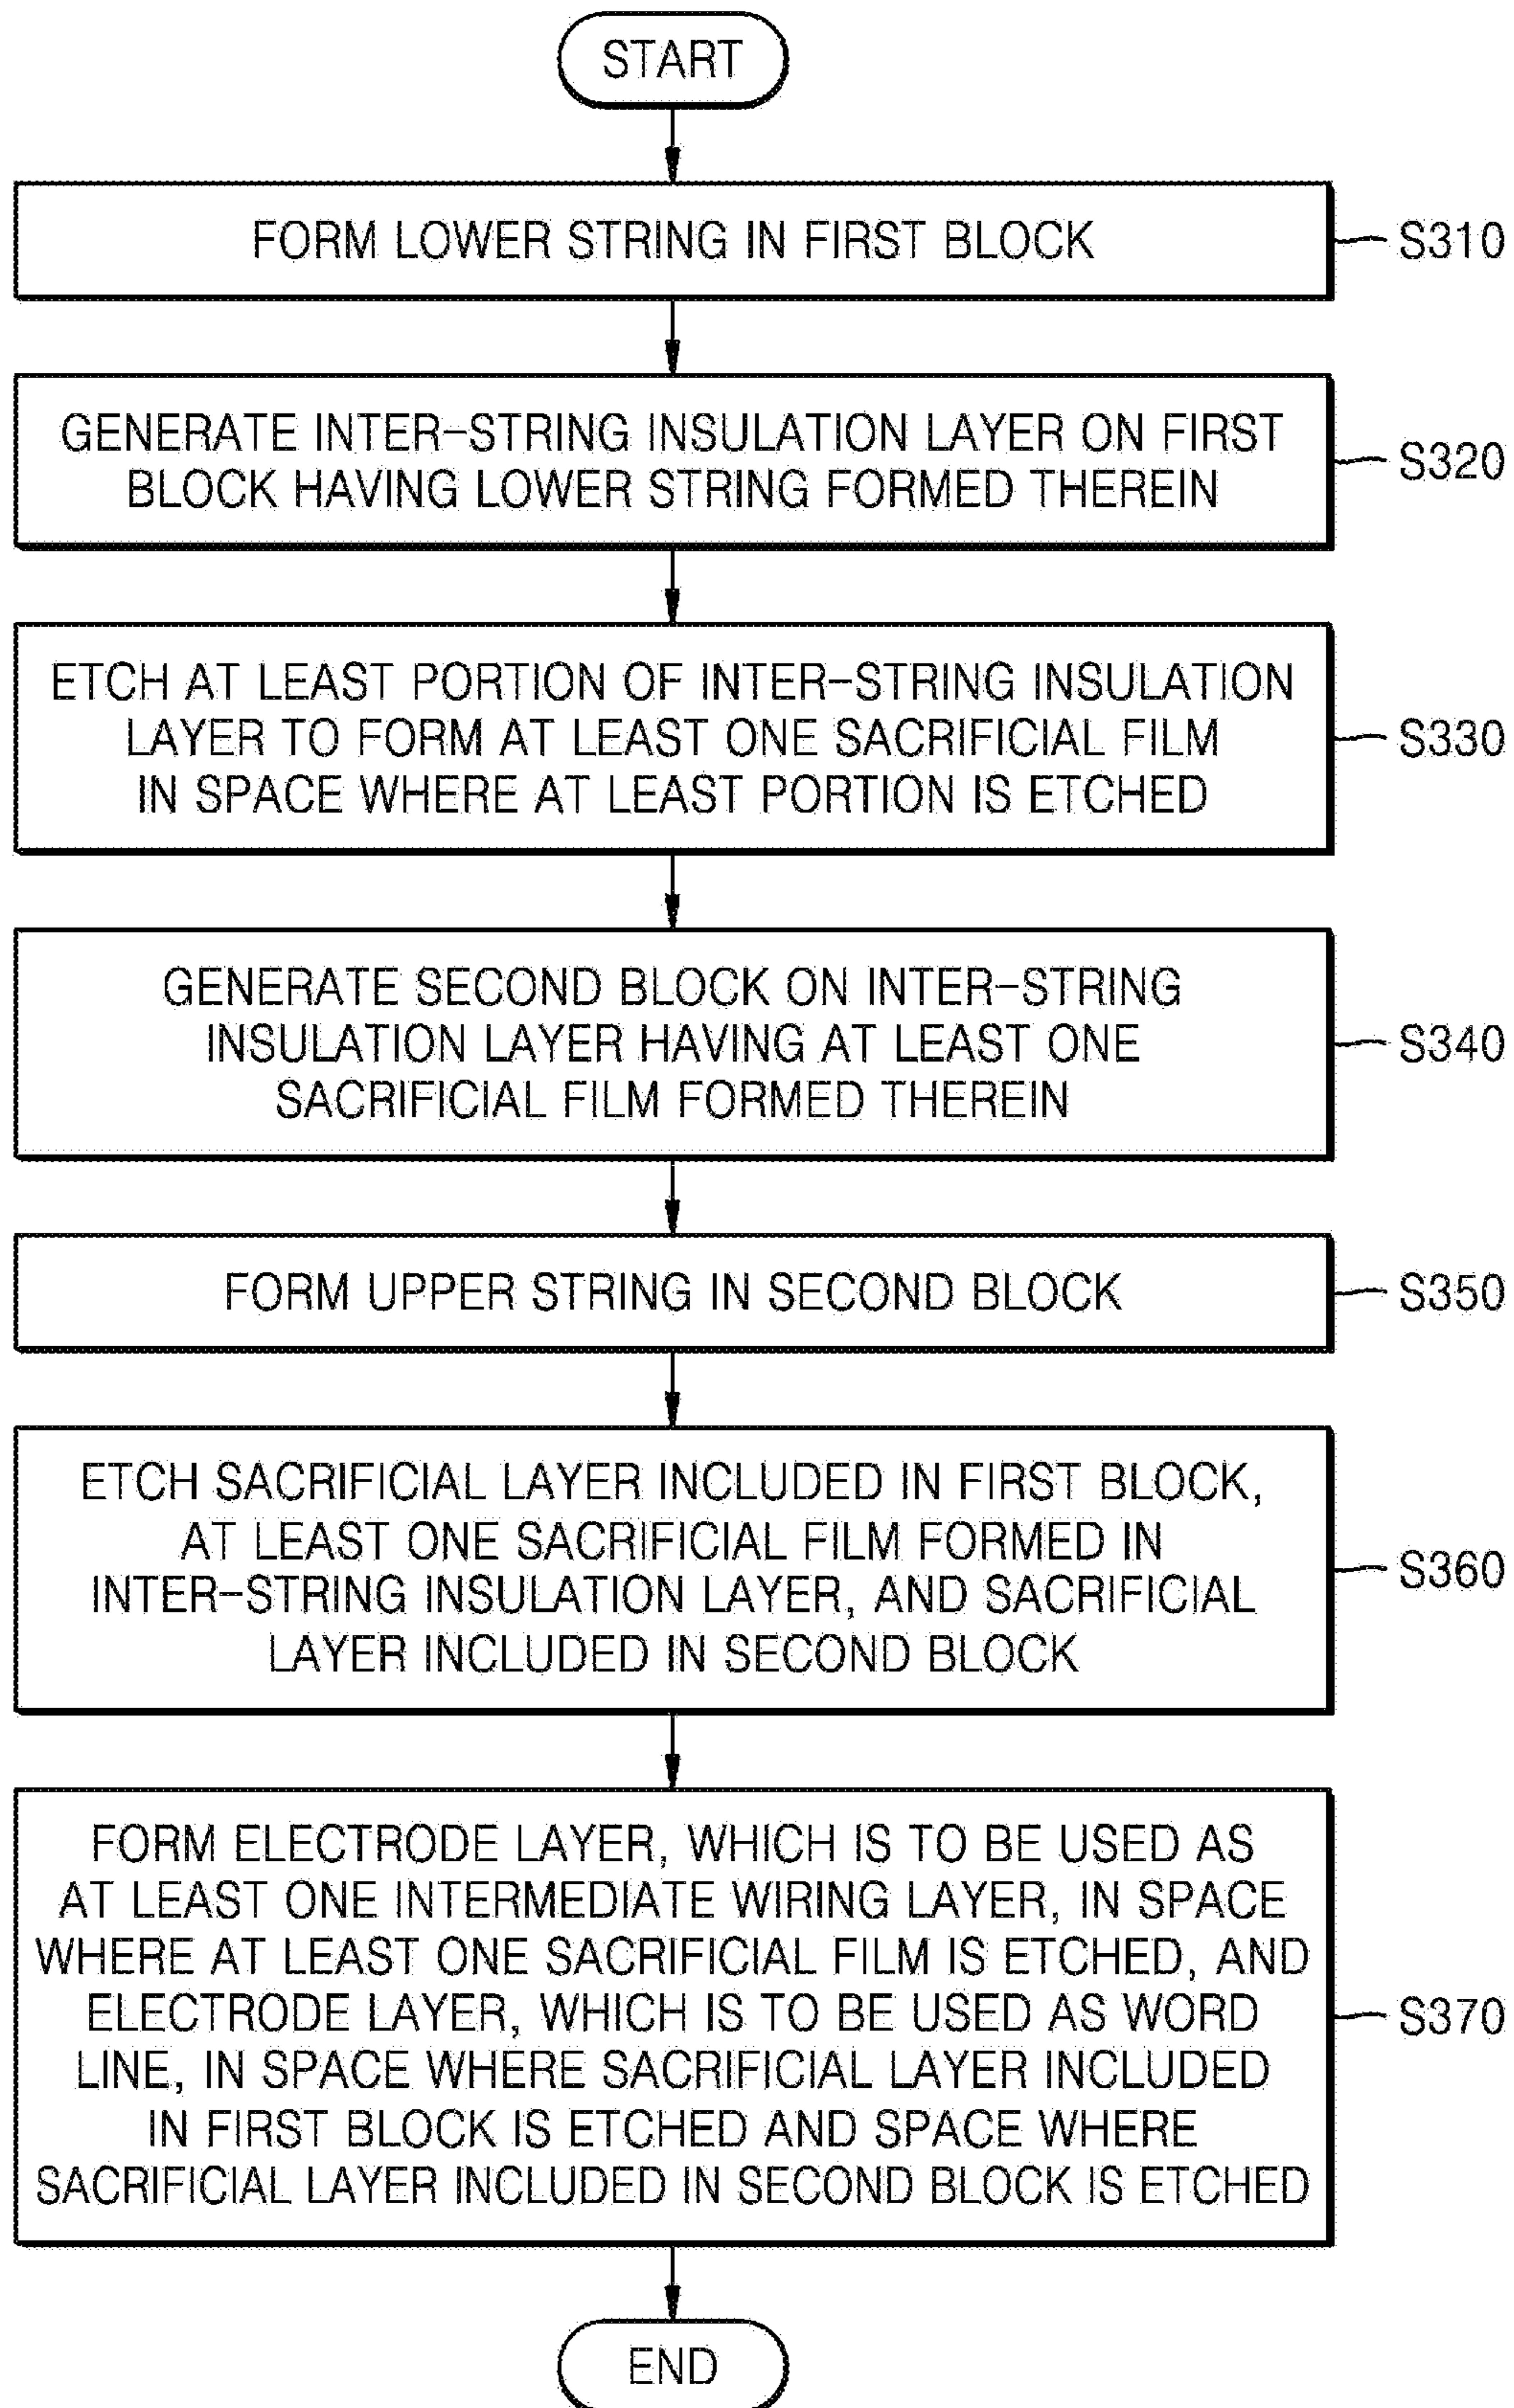 START
FORM LOWER STRING IN FIRST BLOCK
S310
GENERATE INTER-STRING INSULATION LAYER ON FIRST
BLOCK HAVING LOWER STRING FORMED THEREIN
S320
ETCH AT LEAST PORTION OF INTER-STRING INSULATION
LAYER TO FORM AT LEAST ONE SACRIFICIAL FILM
IN SPACE WHERE AT LEAST PORTION IS ETCHED
S330
GENERATE SECOND BLOCK ON INTER-STRING
INSULATION LAYER HAVING AT LEAST ONE
SACRIFICIAL FILM FORMED THEREIN
S340
FORM UPPER STRING IN SECOND BLOCK
S350
ETCH SACRIFICIAL LAYER INCLUDED IN FIRST BLOCK,
AT LEAST ONE SACRIFICIAL FILM FORMED IN
INTER-STRING INSULATION LAYER, AND SACRIFICIAL
LAYER INCLUDED IN SECOND BLOCK
S360
FORM ELECTRODE LAYER, WHICH IS TO BE USED AS
AT LEAST ONE INTERMEDIATE WIRING LAYER, IN SPACE
WHERE AT LEAST ONE SACRIFICIAL FILM IS ETCHED, AND
ELECTRODE LAYER, WHICH IS TO BE USED AS WORD
LINE, IN SPACE WHERE SACRIFICIAL LAYER INCLUDED
IN FIRST BLOCK IS ETCHED AND SPACE WHERE
SACRIFICIAL LAYER INCLUDED IN SECOND BLOCK IS ETCHED
S370
END